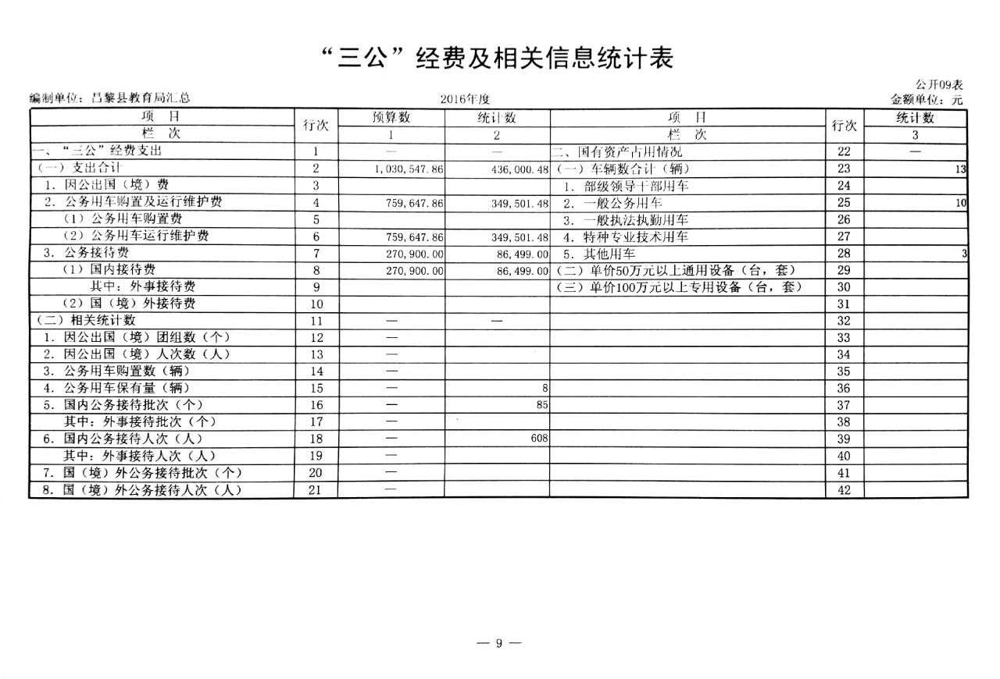 “三公”经费及相关信息统计表
公开09表
编制单位：昌黎县教育局汇总 2016年度 金额单位：元
项 目 行次 预算数 统计数 项 目 行次 统计数
栏 次 1 2 栏 次 3
一、“三公”经费支出 1 — — 二、国有资产占用情况 22 —
（一）支出合计 2 1,030,547.86 436,000.48 （一）车辆数合计（辆） 23 13
1．因公出国（境）费 3 1．部级领导干部用车 24
2．公务用车购置及运行维护费 4 759,647.86 349,501.48 2．一般公务用车 25 10
（1）公务用车购置费 5 3．一般执法执勤用车 26
（2）公务用车运行维护费 6 759,647.86 349,501.48 4．特种专业技术用车 27
3．公务接待费 7 270,900.00 86,499.00 5．其他用车 28 3
（1）国内接待费 8 270,900.00 86,499.00 （二）单价50万元以上通用设备（台，套） 29
其中：外事接待费 9 （三）单价100万元以上专用设备（台，套） 30
（2）国（境）外接待费 10 31
（二）相关统计数 11 — — 32
1．因公出国（境）团组数（个） 12 — 33
2．因公出国（境）人次数（人） 13 — 34
3．公务用车购置数（辆） 14 — 35
4．公务用车保有量（辆） 15 — 8 36
5．国内公务接待批次（个） 16 — 85 37
其中：外事接待批次（个） 17 — 38
6．国内公务接待人次（人） 18 — 608 39
其中：外事接待人次（人） 19 — 40
7．国（境）外公务接待批次（个） 20 — 41
8．国（境）外公务接待人次（人） 21 — 42
— 9 —